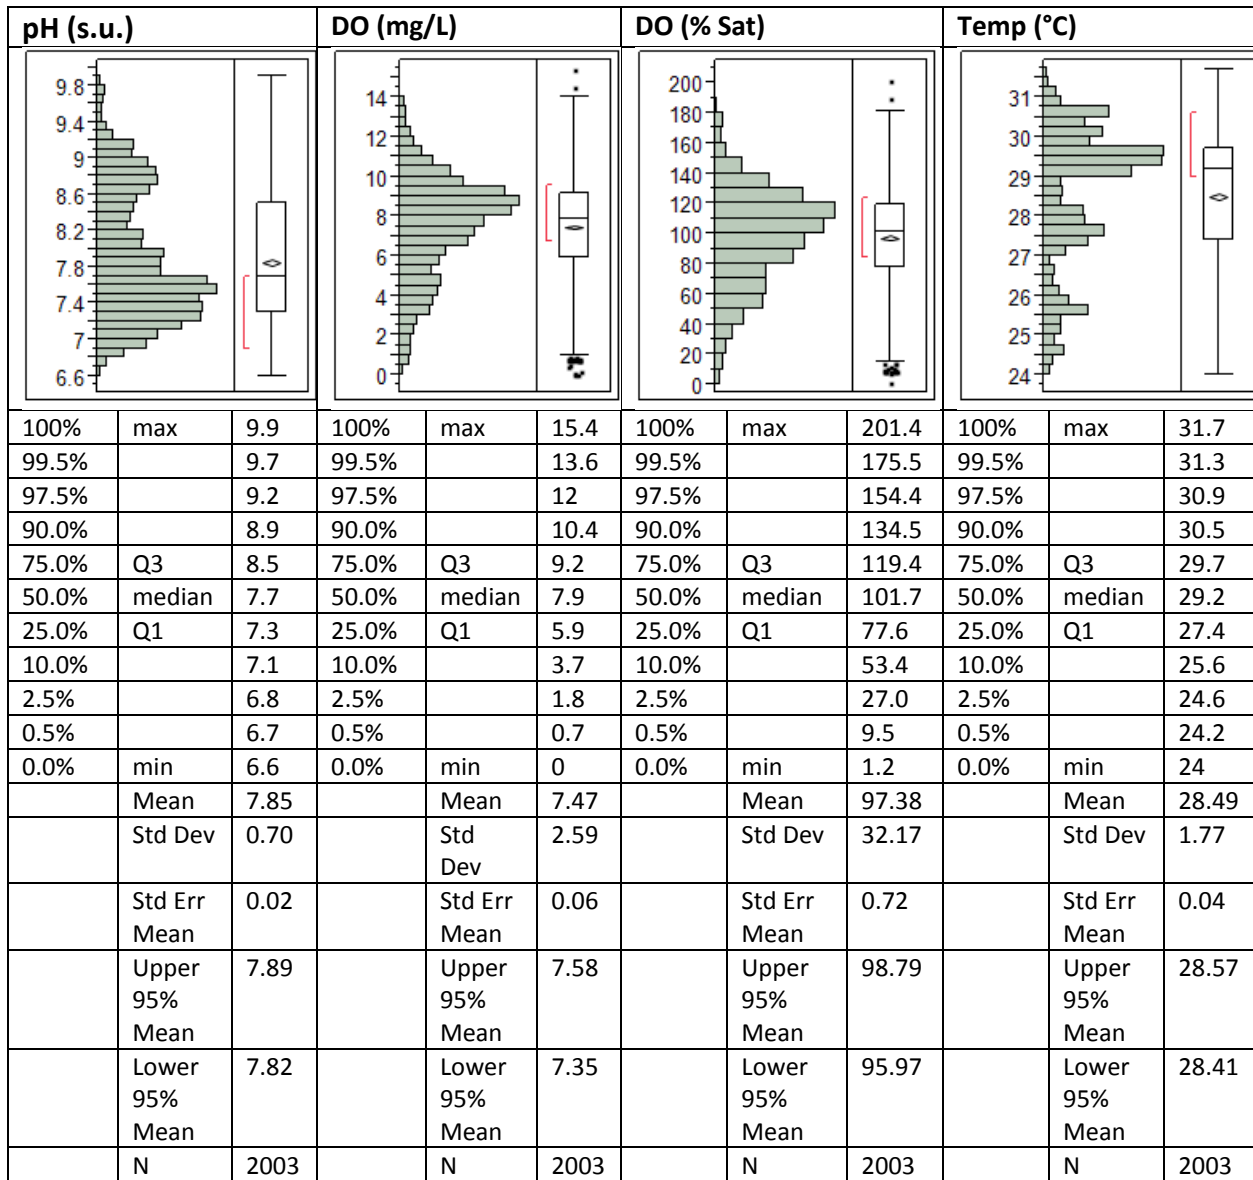 pH (s.u.) DO (mg/L) DO (% Sat) Temp (°C)
9.8
9.4
9
8.6
8.2
7.8
7.4
7
6.6
14
12
10
8
6
4
2
0
200
180
160
140
120
100
80
60
40
20
0
31
30
29
28
27
26
25
24
100% max 9.9 100% max 15.4 100% max 201.4 100% max 31.7
99.5% 9.7 99.5% 13.6 99.5% 175.5 99.5% 31.3
97.5% 9.2 97.5% 12 97.5% 154.4 97.5% 30.9
90.0% 8.9 90.0% 10.4 90.0% 134.5 90.0% 30.5
75.0% Q3 8.5 75.0% Q3 9.2 75.0% Q3 119.4 75.0% Q3 29.7
50.0% median 7.7 50.0% median 7.9 50.0% median 101.7 50.0% median 29.2
25.0% Q1 7.3 25.0% Q1 5.9 25.0% Q1 77.6 25.0% Q1 27.4
10.0% 7.1 10.0% 3.7 10.0% 53.4 10.0% 25.6
2.5% 6.8 2.5% 1.8 2.5% 27.0 2.5% 24.6
0.5% 6.7 0.5% 0.7 0.5% 9.5 0.5% 24.2
0.0% min 6.6 0.0% min 0 0.0% min 1.2 0.0% min 24
Mean 7.85 Mean 7.47 Mean 97.38 Mean 28.49
Std Dev 0.70 Std 2.59 Std Dev 32.17 Std Dev 1.77
Dev
Std Err 0.02 Std Err 0.06 Std Err 0.72 Std Err 0.04
Mean Mean Mean Mean
Upper 7.89 Upper 7.58 Upper 98.79 Upper 28.57
95% 95% 95% 95%
Mean Mean Mean Mean
Lower 7.82 Lower 7.35 Lower 95.97 Lower 28.41
95% 95% 95% 95%
Mean Mean Mean Mean
N 2003 N 2003 N 2003 N 2003